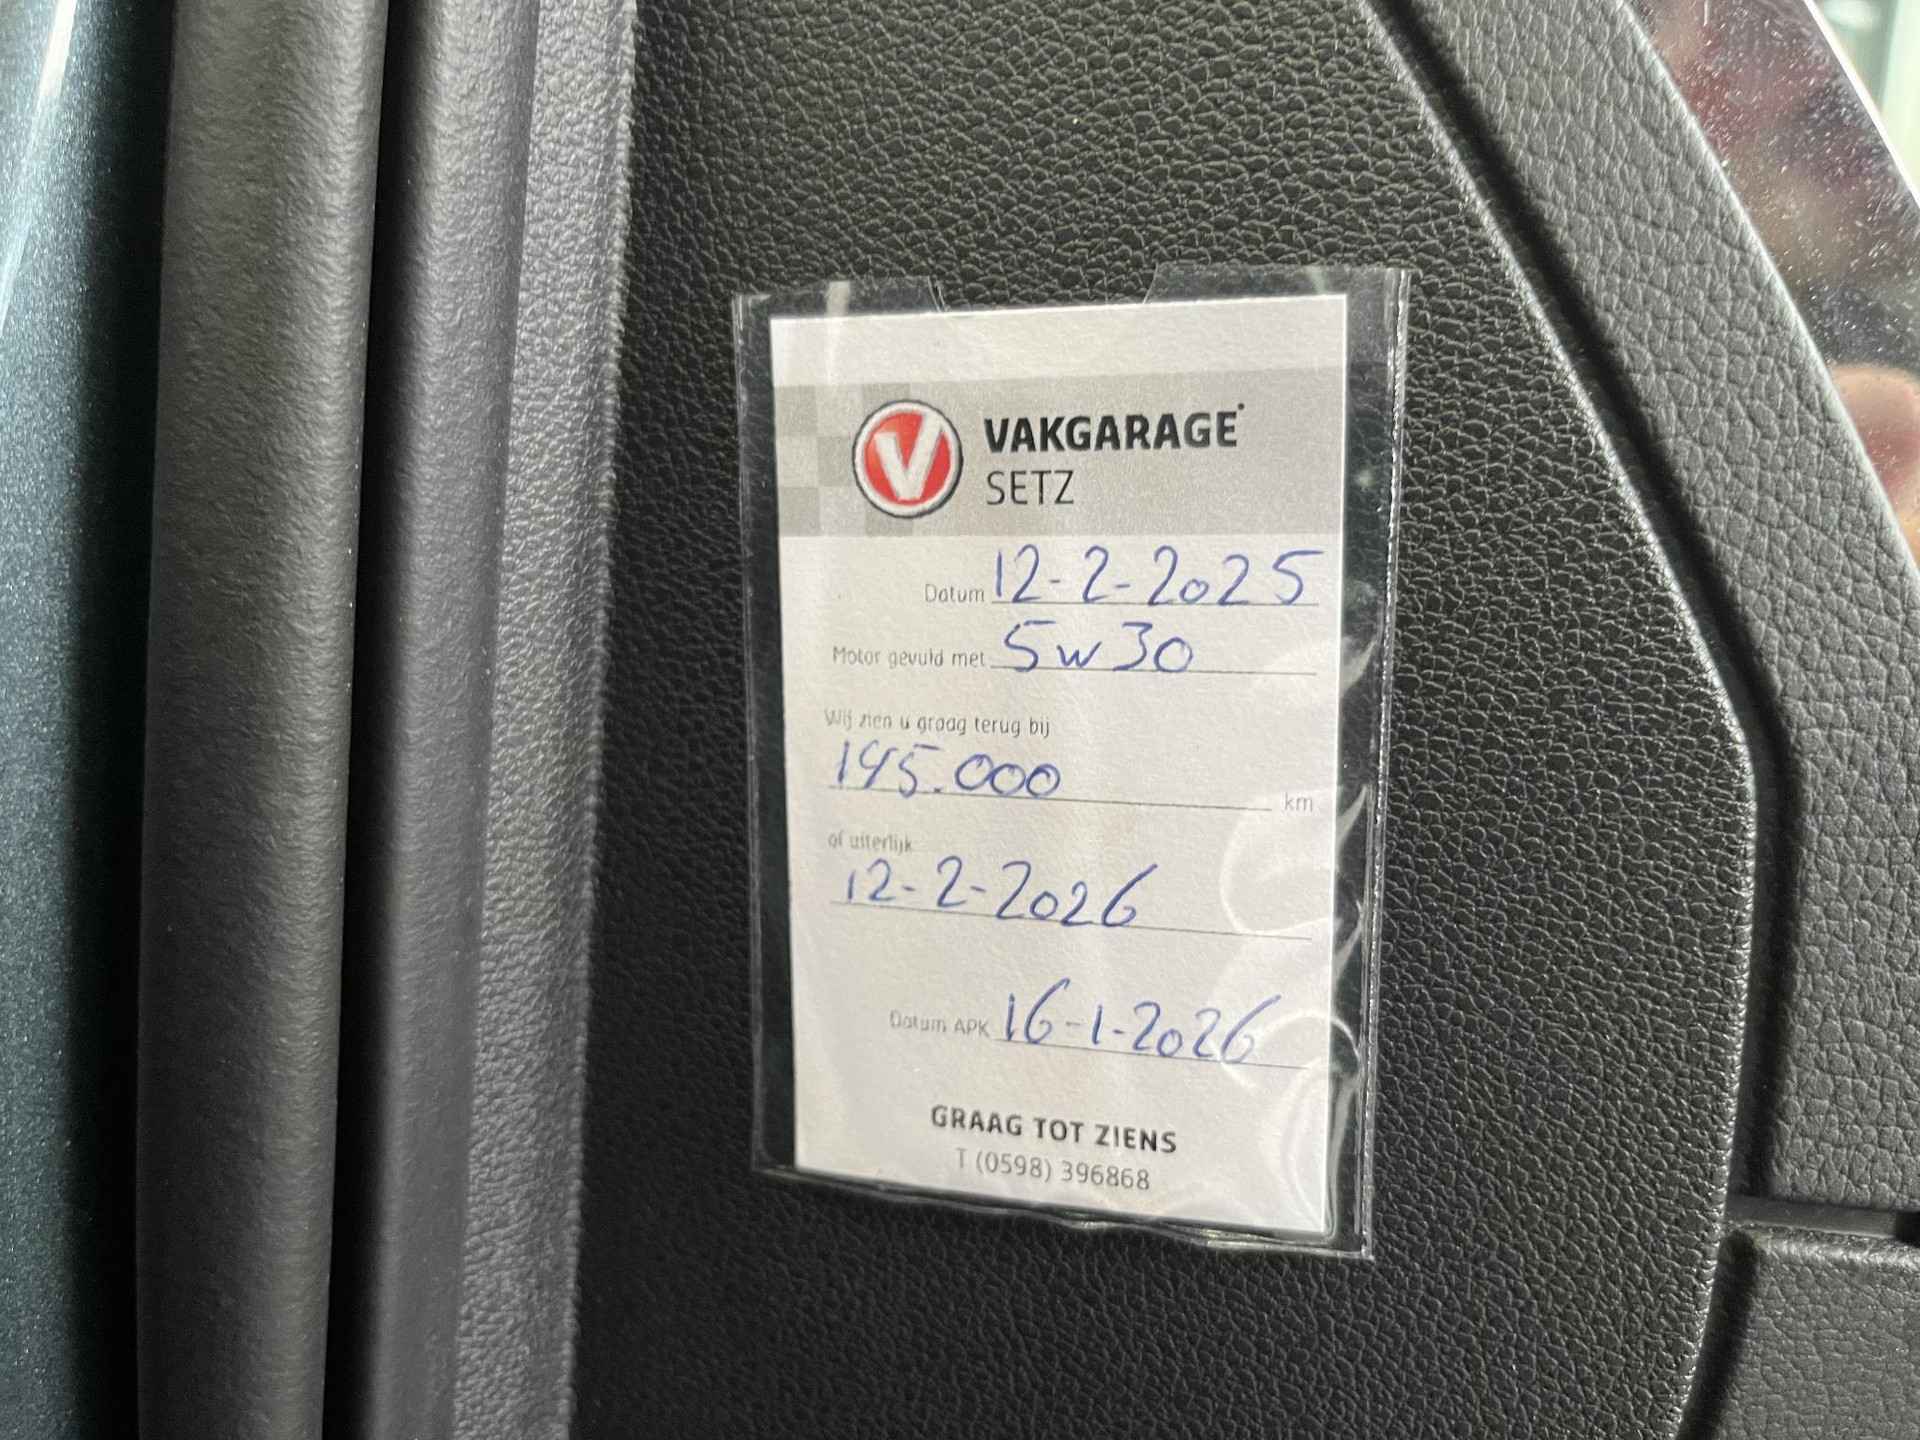 V VAKGARAGE
SETZ
Datum 12-2-2025
Motor gevuld met 5w30
Wij zien u graag terug bij
145.000 km
of uiterlijk
12-2-2026
Datum APK 16-1-2026
GRAAG TOT ZIENS
T (0598) 396868